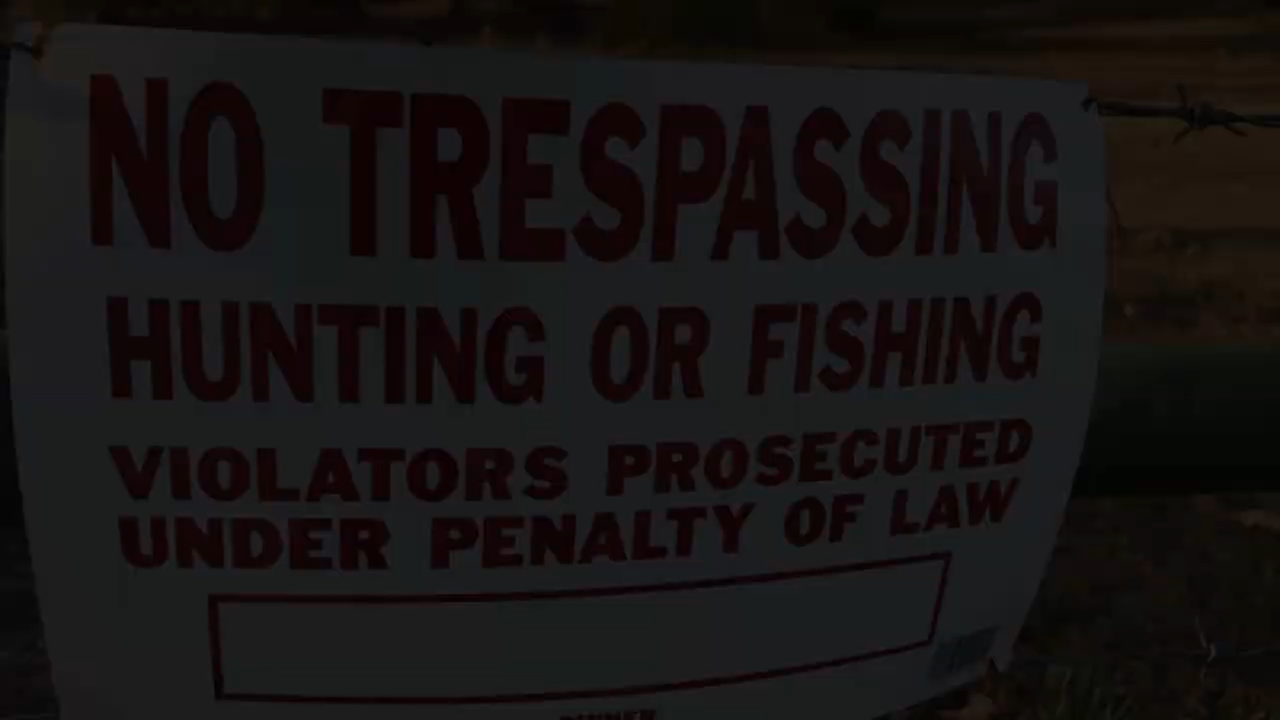 NO TRESPASSING
HUNTING OR FISHING
VIOLATORS PROSECUTED
UNDER PENALTY OF LAW